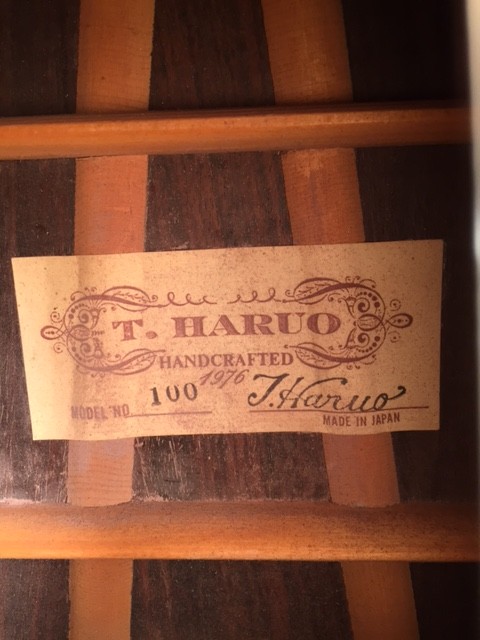 T. HARUO
HANDCRAFTED
1976
MODEL NO 100 T.Haruo
MADE IN JAPAN